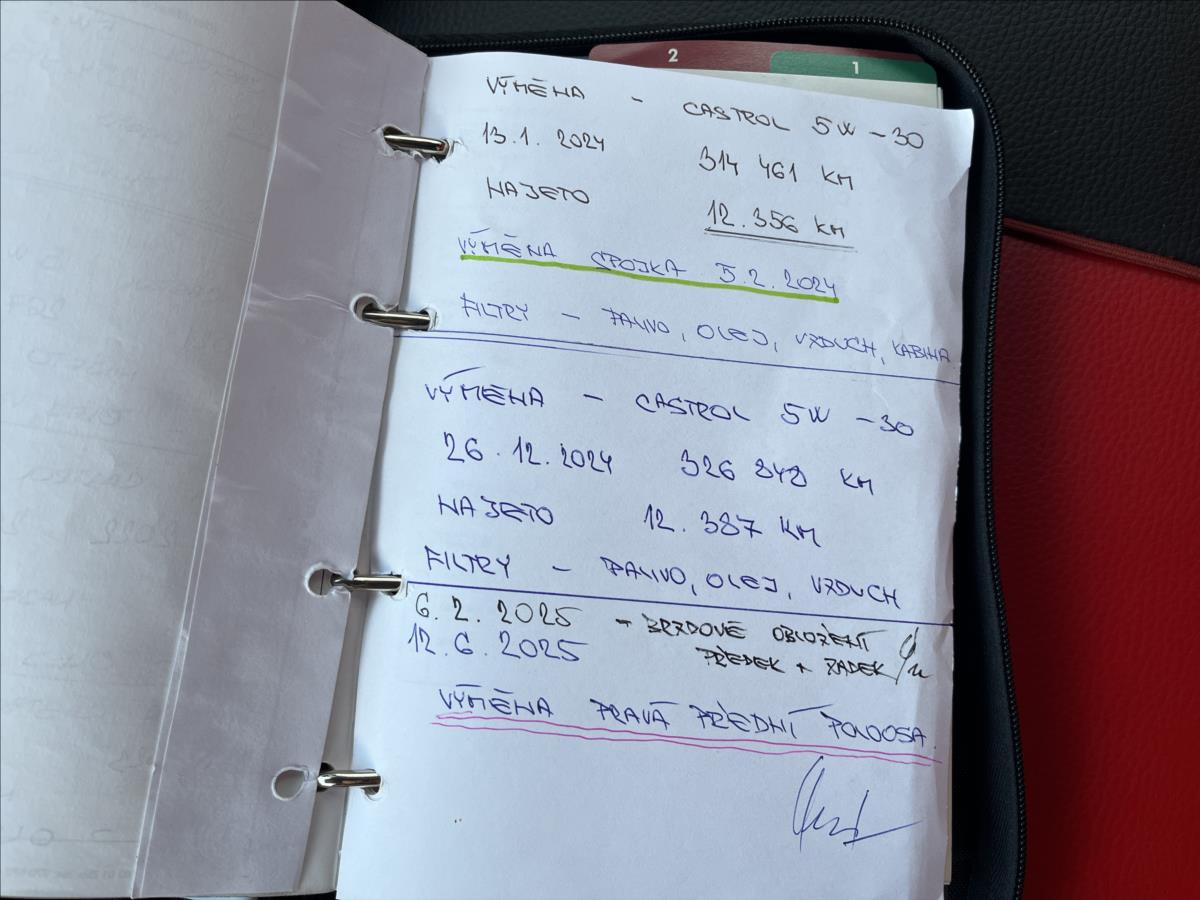 2
1
VÝMĚNA - CASTROL 5W-30
13.1. 2024 314 461 KM
NAJETO 12.356 KM
VÝMĚNA SPOJKA 5.2.2024
FILTRY - PALIVO, OLEJ, VZDUCH, KABINA
VÝMĚNA - CASTROL 5W-30
26.12.2024 326 848 KM
NAJETO 12.387 KM
FILTRY - PALIVO, OLEJ, VZDUCH
6.2.2025 - BRZDOVÉ OBLOŽENÍ
12.6.2025 PŘEDEK + ZADEK
VÝMĚNA PRAVÁ PŘEDNÍ POLOOSA